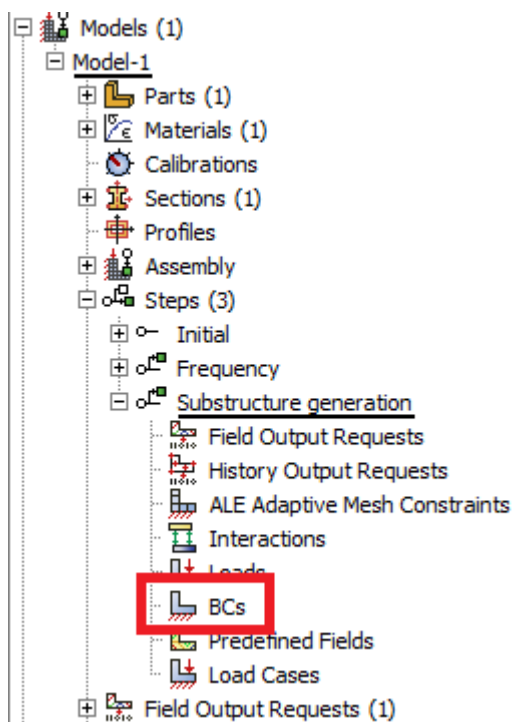 Models (1)
Model-1
Parts (1)
Materials (1)
Calibrations
Sections (1)
Profiles
Assembly
Steps (3)
Initial
Frequency
Substructure generation
Field Output Requests
History Output Requests
ALE Adaptive Mesh Constraints
Interactions
Loads
BCs
Predefined Fields
Load Cases
Field Output Requests (1)